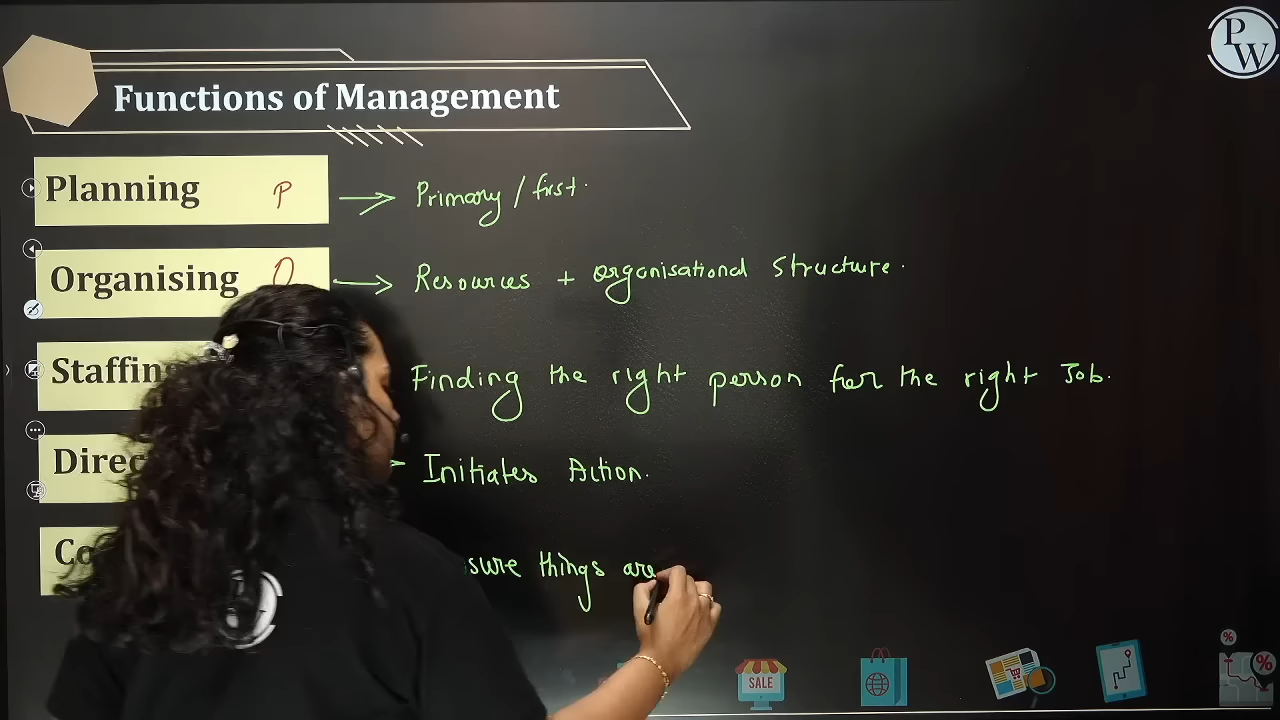 PW
Functions of Management
Planning P → Primary / first.
Organising O → Resources + organisational structure.
Staffing Finding the right person for the right Job.
Direc Initiates Action.
Co sure things are
SALE
%
%